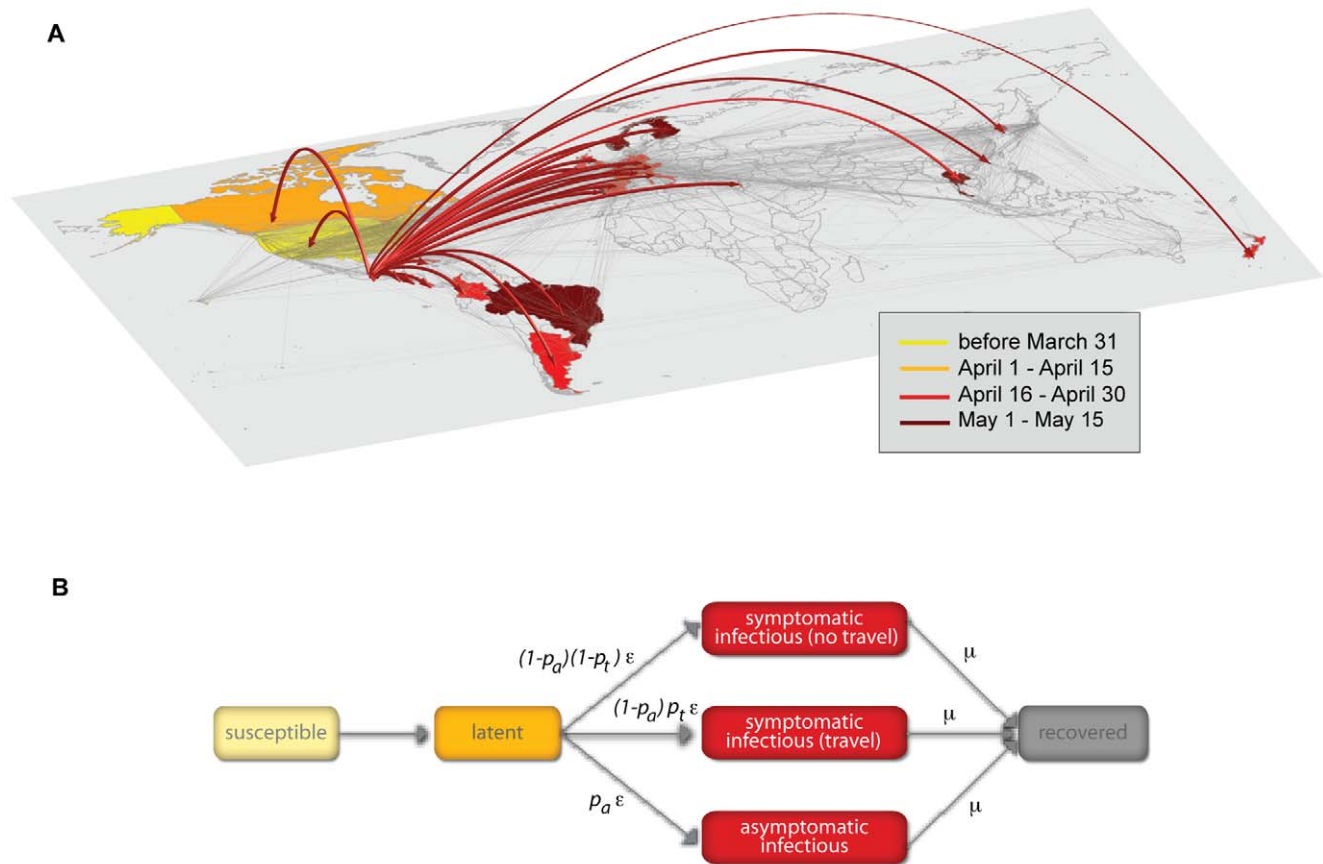 A
before March 31
April 1 - April 15
April 16 - April 30
May 1 - May 15
B
symptomatic
infectious (no travel)
(1-pa)(1-pt) ε
μ
susceptible
latent
(1-pa) pt ε
symptomatic
infectious (travel)
μ
recovered
pa ε
μ
asymptomatic
infectious